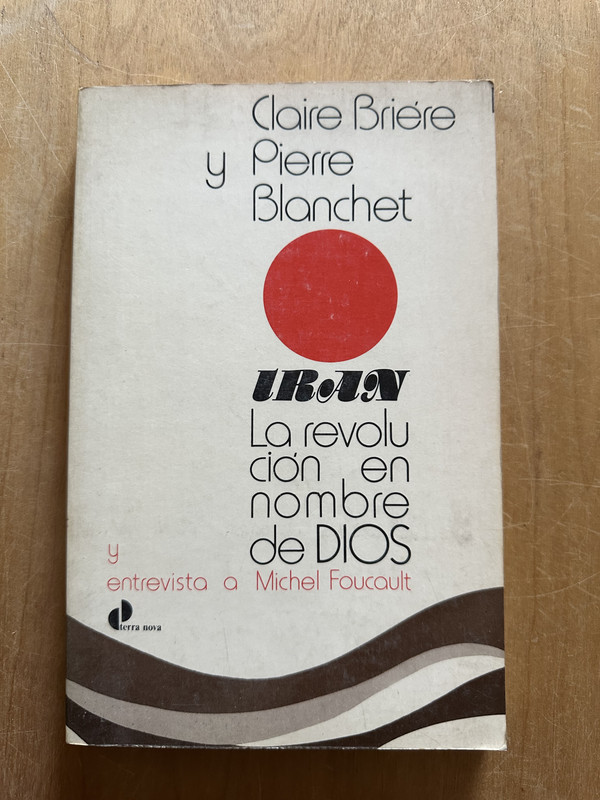 Claire Briére
y Pierre
Blanchet
IRAN
La revolu
ción en
nombre
de DIOS
y
entrevista a Michel Foucault
terra nova